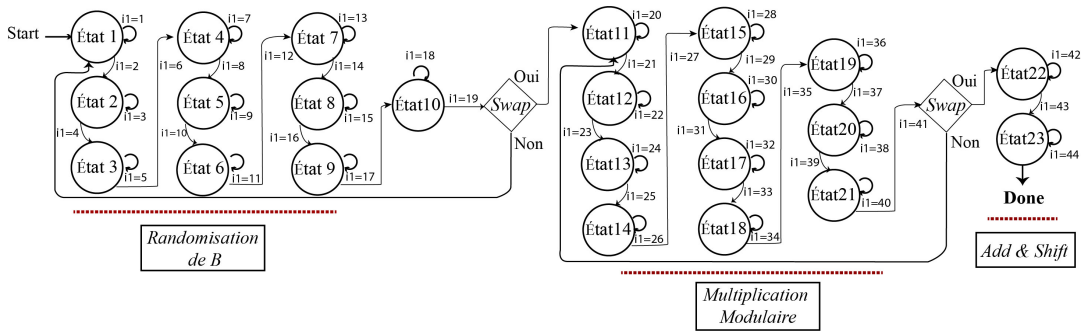 Start
État 1
i1=1
i1=2
État 2
i1=3
i1=4
État 3
i1=5
i1=6
État 4
i1=7
i1=8
État 5
i1=9
i1=10
État 6
i1=11
i1=12
État 7
i1=13
i1=14
État 8
i1=15
i1=16
État 9
i1=17
i1=18
État10
i1=19
Swap
Oui
Non
État11
i1=20
i1=21
État12
i1=22
i1=23
État13
i1=24
i1=25
État14
i1=26
i1=27
État15
i1=28
i1=29
i1=30
État16
i1=31
État17
i1=32
i1=33
État18
i1=34
i1=35
État19
i1=36
i1=37
État20
i1=38
i1=39
État21
i1=40
i1=41
Swap
Oui
Non
État22
i1=42
i1=43
État23
i1=44
Done
Randomisation
de B
Multiplication
Modulaire
Add & Shift